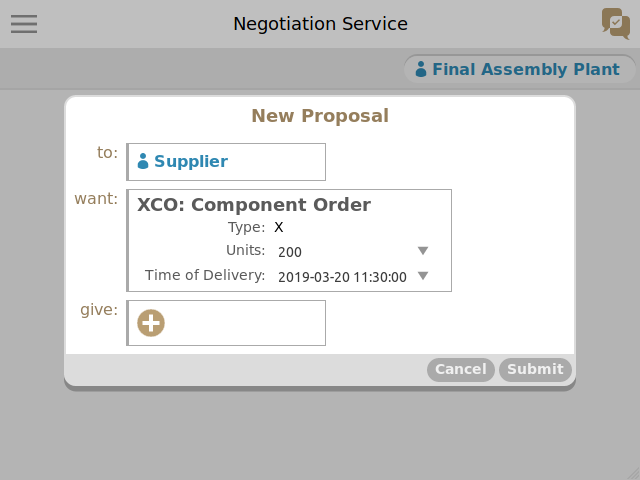 Negotiation Service
Final Assembly Plant
New Proposal
to: Supplier
want: XCO: Component Order
Type: X
Units: 200
Time of Delivery: 2019-03-20 11:30:00
give:
Cancel Submit